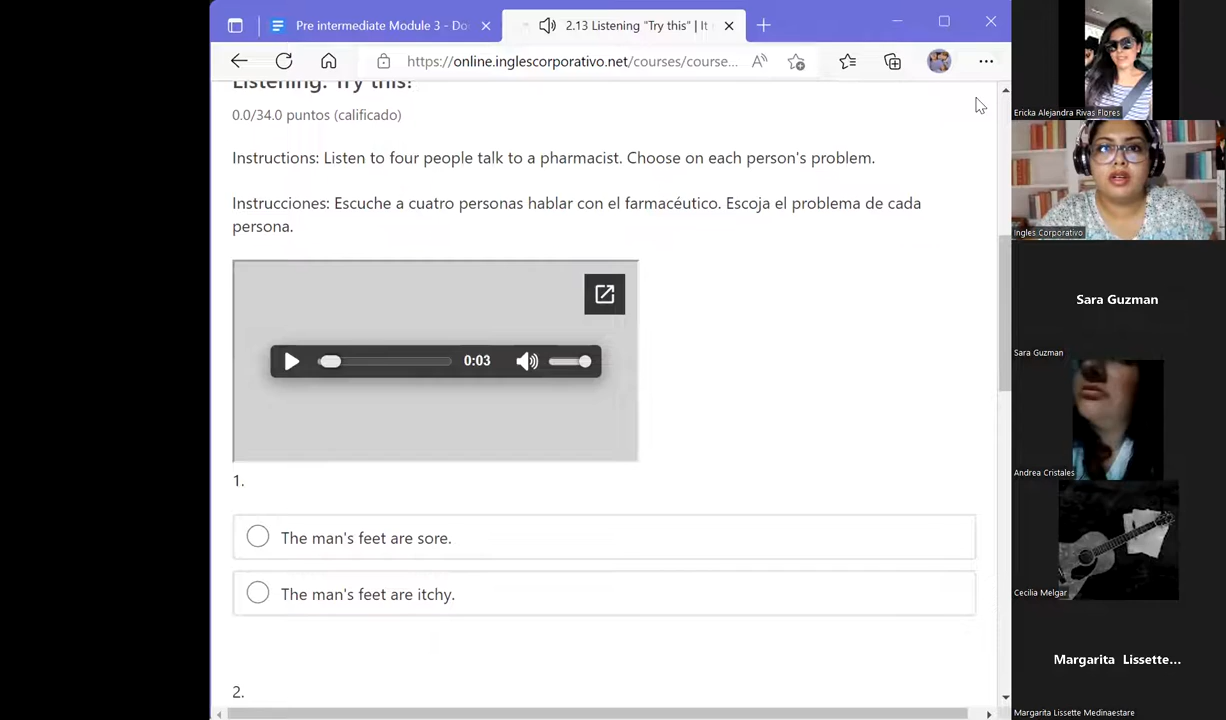 Pre intermediate Module 3 - Do
2.13 Listening "Try this" | It
https://online.inglescorporativo.net/courses/course...
Listening: Try this!
0.0/34.0 puntos (calificado)
Instructions: Listen to four people talk to a pharmacist. Choose on each person's problem.
Instrucciones: Escuche a cuatro personas hablar con el farmacéutico. Escoja el problema de cada
persona.
0:03
1.
The man's feet are sore.
The man's feet are itchy.
2.
Ericka Alejandra Rivas Flores
Ingles Corporativo
Sara Guzman
Sara Guzman
Andrea Cristales
Cecilia Melgar
Margarita Lissette...
Margarita Lissette Medinaestare